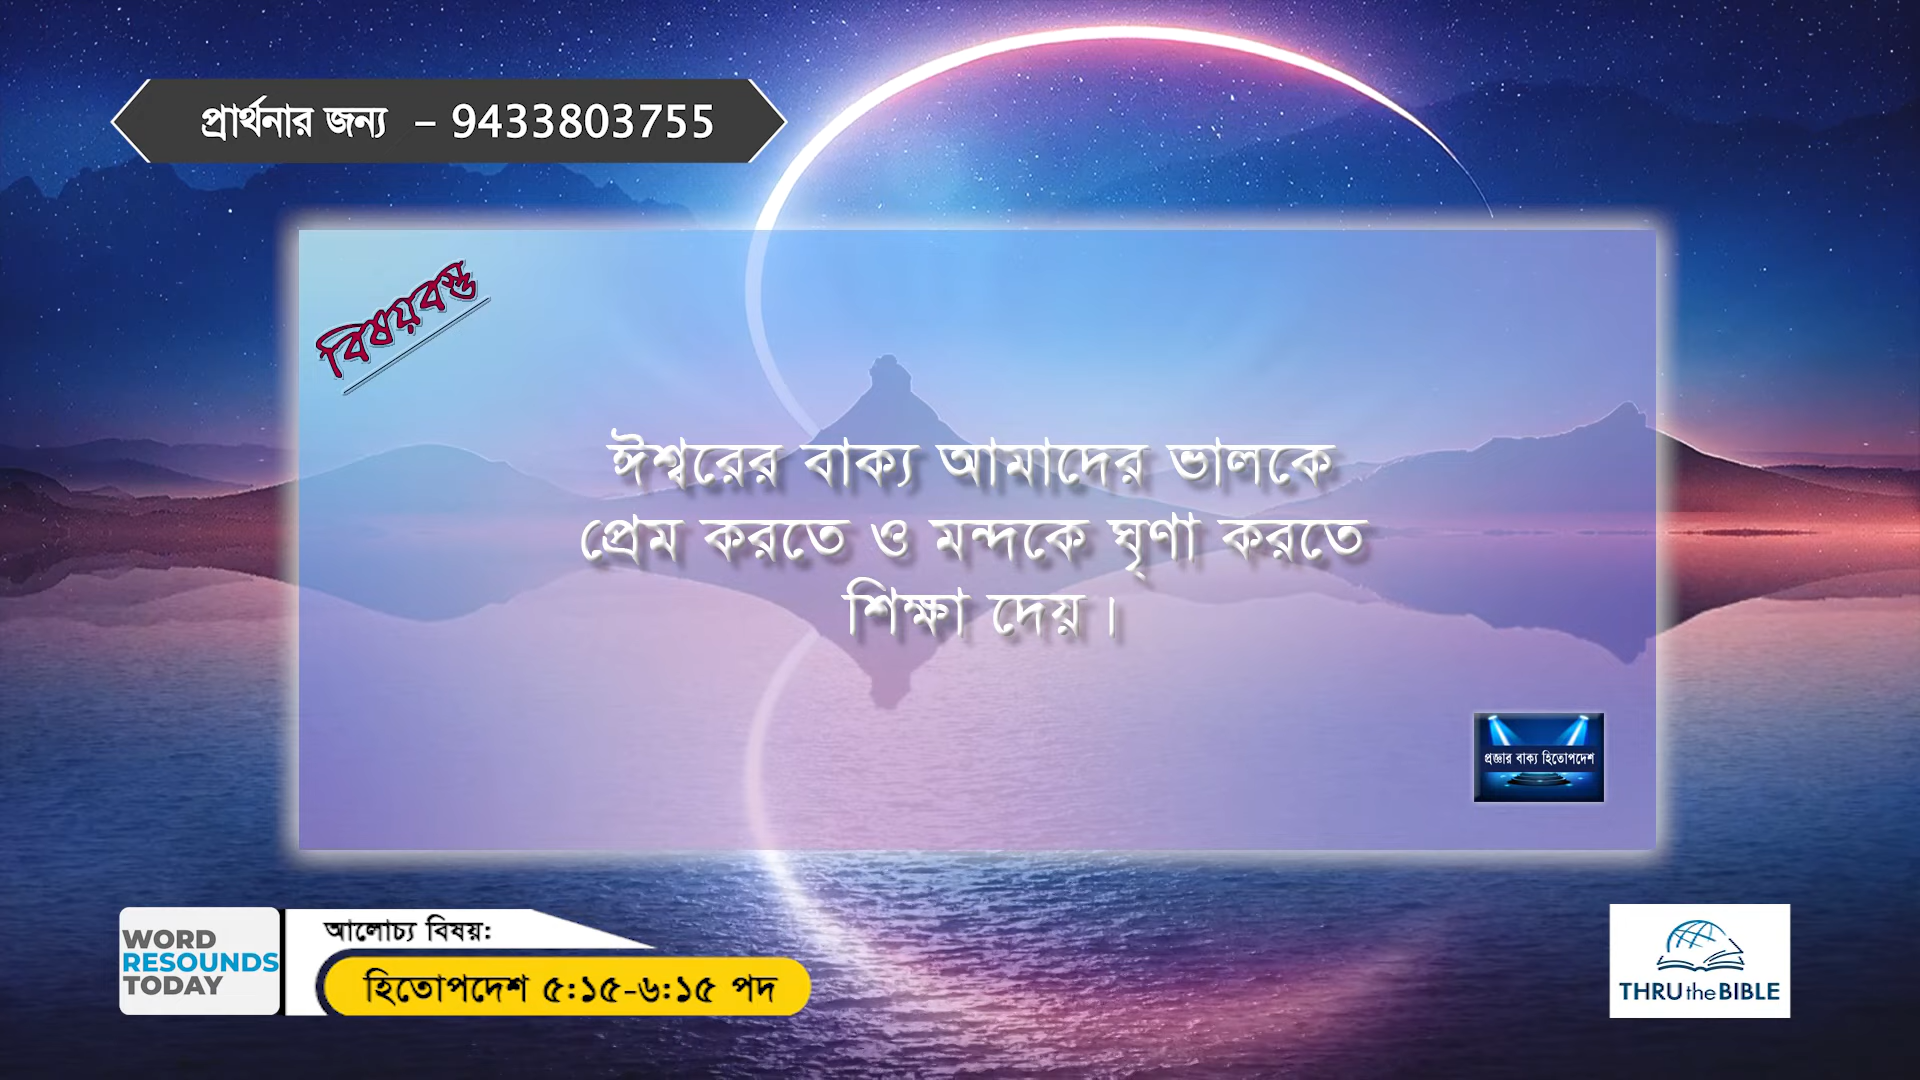 প্রার্থনার জন্য – 9433803755
বিষয়বস্তু
ঈশ্বরের বাক্য আমাদের ভালকে
প্রেম করতে ও মন্দকে ঘৃণা করতে
শিক্ষা দেয়।
প্রজ্ঞার বাক্য হিতোপদেশ
WORD
RESOUNDS
TODAY
আলোচ্য বিষয়:
হিতোপদেশ ৫:১৫-৬:১৫ পদ
THRU the BIBLE